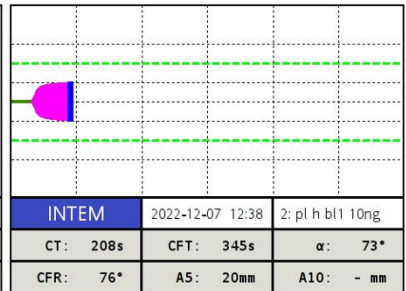 INTEM 2022-12-07 12:38 2: pl h bl1 10ng
CT: 208s CFT: 345s α: 73°
CFR: 76° A5: 20mm A10: - mm